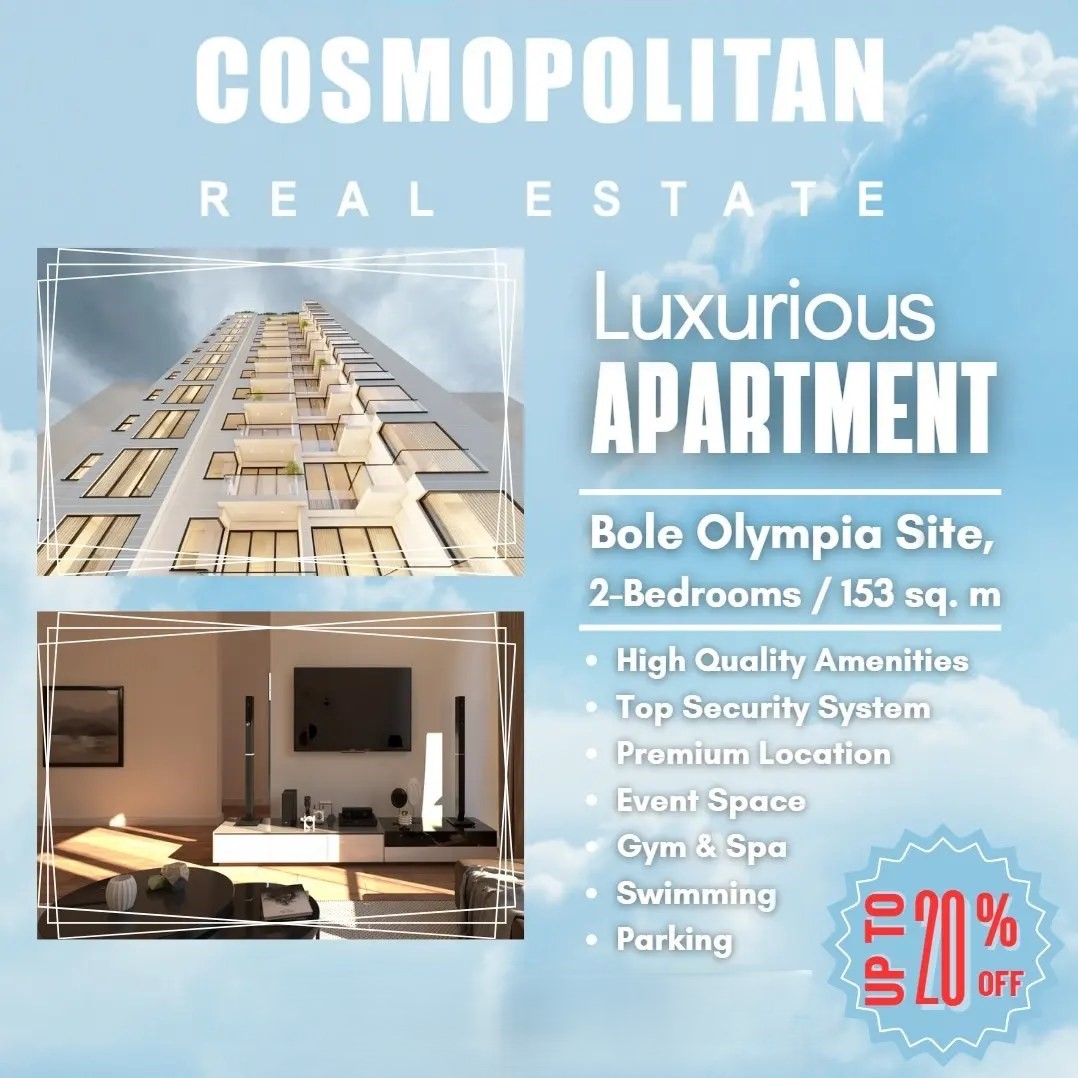 COSMOPOLITAN
REAL ESTATE
Luxurious
APARTMENT
Bole Olympia Site,
2-Bedrooms / 153 sq. m
• High Quality Amenities
• Top Security System
• Premium Location
• Event Space
• Gym & Spa
• Swimming
• Parking
UP TO
20%
OFF